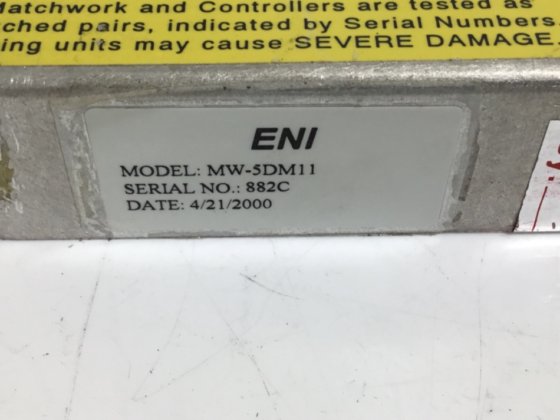 Matchwork and Controllers are tested as
ched pairs, indicated by Serial Numbers.
ing units may cause SEVERE DAMAGE.
ENI
MODEL: MW-5DM11
SERIAL NO.: 882C
DATE: 4/21/2000